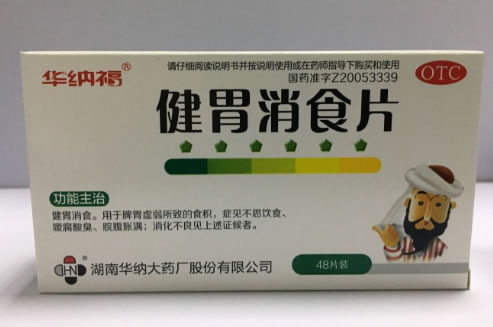 华纳福®
请仔细阅读说明书并按说明使用或在药师指导下购买和使用
国药准字Z20053339
OTC
健胃消食片
功能主治
健胃消食。用于脾胃虚弱所致的食积，症见不思饮食、
嗳腐酸臭、脘腹胀满；消化不良见上述证候者。
HN®
湖南华纳大药厂股份有限公司
48片装